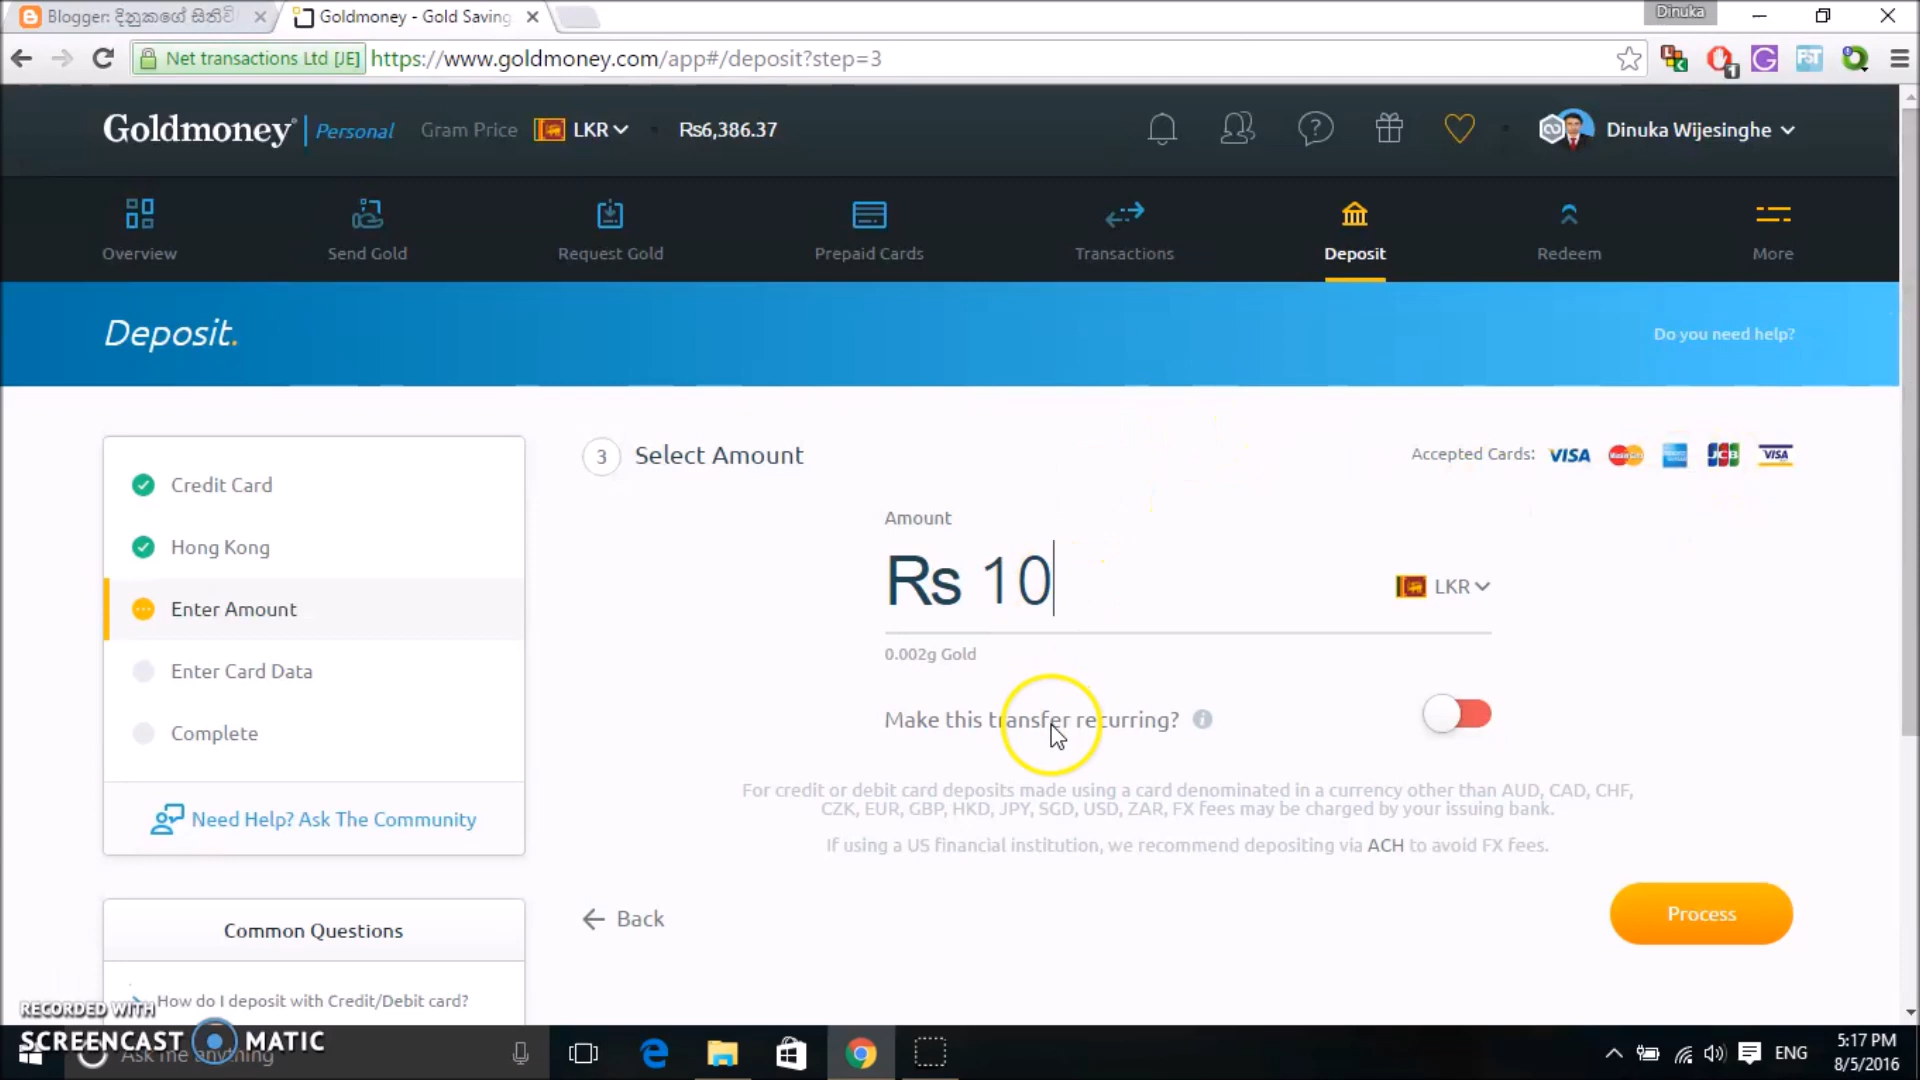 Blogger: දිනුකගේ සිතිවි
Goldmoney - Gold Saving
Dinuka
Net transactions Ltd [JE] https://www.goldmoney.com/app#/deposit?step=3
Goldmoney® Personal Gram Price LKR Rs6,386.37 Dinuka Wijesinghe
Overview Send Gold Request Gold Prepaid Cards Transactions Deposit Redeem More
Deposit. Do you need help?
Credit Card
Hong Kong
Enter Amount
Enter Card Data
Complete
Need Help? Ask The Community
Common Questions
How do I deposit with Credit/Debit card?
3 Select Amount
Accepted Cards: VISA MasterCard JCB VISA
Amount
Rs 10 LKR
0.002g Gold
Make this transfer recurring?
For credit or debit card deposits made using a card denominated in a currency other than AUD, CAD, CHF,
CZK, EUR, GBP, HKD, JPY, SGD, USD, ZAR, FX fees may be charged by your issuing bank.
If using a US financial institution, we recommend depositing via ACH to avoid FX fees.
Back
Process
RECORDED WITH
SCREENCAST MATIC
Ask me anything
ENG
5:17 PM
8/5/2016